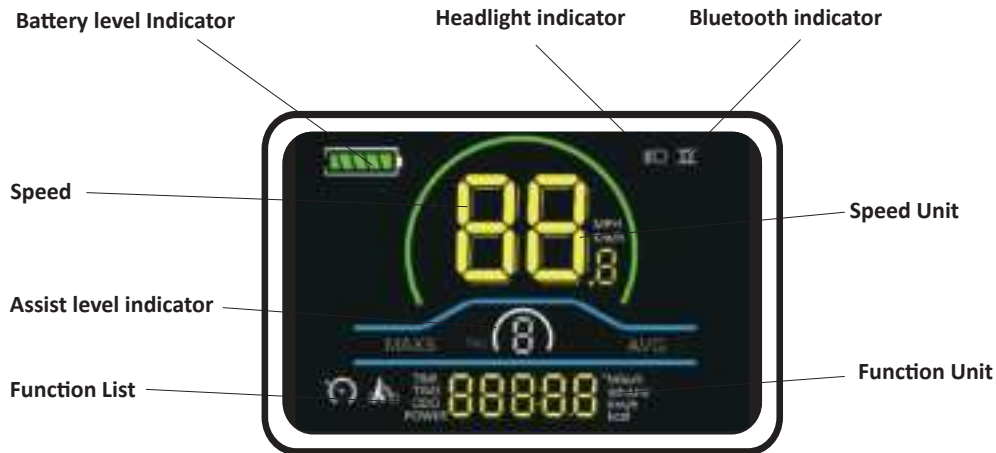 Battery level Indicator
Headlight indicator
Bluetooth indicator
Speed
88
MPH
.8
Speed Unit
Assist level indicator
MAXS
8
AVG
Function List
ODO
POWER
88888
Function Unit